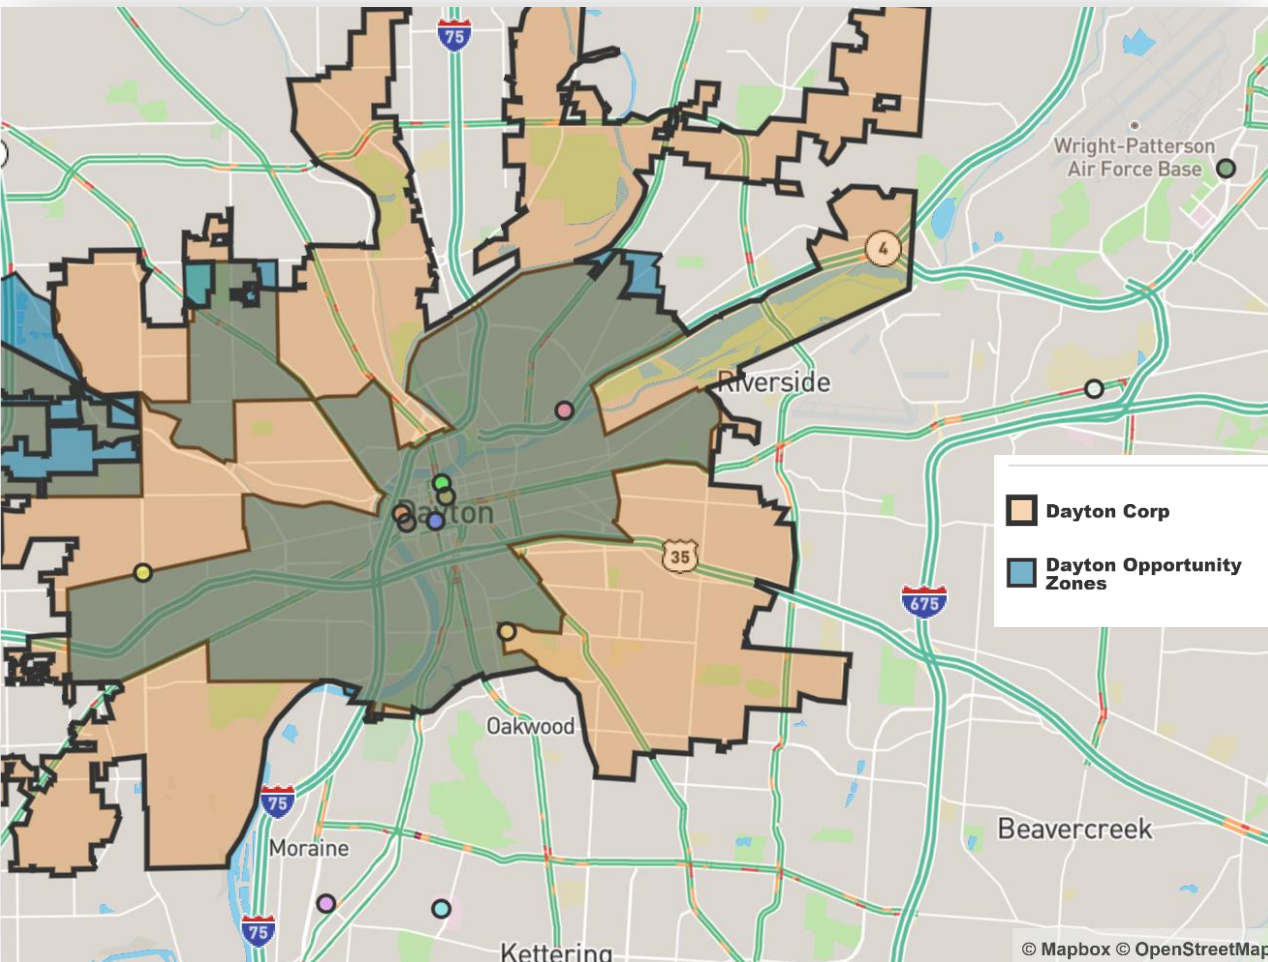 75
Wright-Patterson
Air Force Base
4
Riverside
Dayton
Dayton Corp
Dayton Opportunity
Zones
35
675
Oakwood
75
Moraine
Beavercreek
75
Kettering
© Mapbox © OpenStreetMap